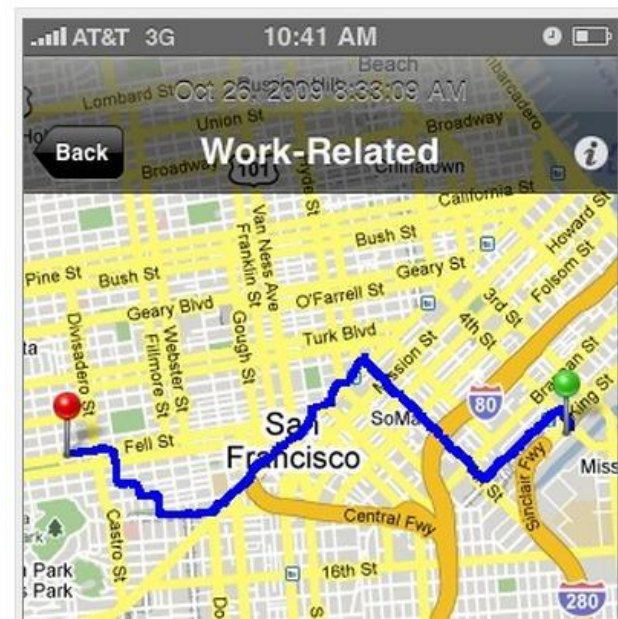 AT&T 3G 10:41 AM
Beach
Lombard St
Oct 26, 2009 8:33:09 AM
Union St
Broadway
Back
Work-Related
Broadway
101
Chinatown
California St
Van Ness Ave
Franklin St
Bush St
Howard St
Folsom St
Pine St
Bush St
Geary St
Geary Blvd
O'Farrell St
3rd St
Divisadero St
Fillmore St
Webster St
Gough St
Turk Blvd
Mission St
4th St
80
King St
Fell St
San
Francisco
SoMa
Miss
Castro St
Central Fwy
Sinclair Fwy
Park
Park
16th St
280